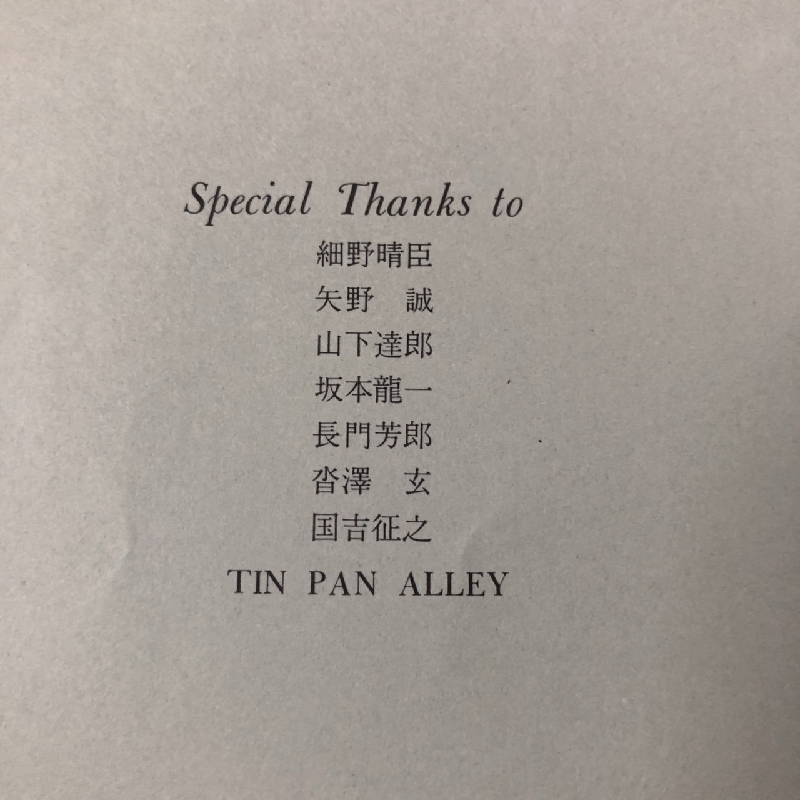 Special Thanks to
細野晴臣
矢野　誠
山下達郎
坂本龍一
長門芳郎
沓澤　玄
国吉征之
TIN PAN ALLEY